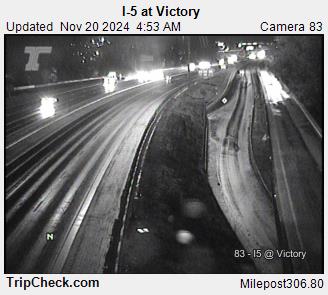 I-5 at Victory
Updated Nov 20 2024 4:53 AM Camera 83
T
N
83 - I5 @ Victory
TripCheck.com Milepost306.80